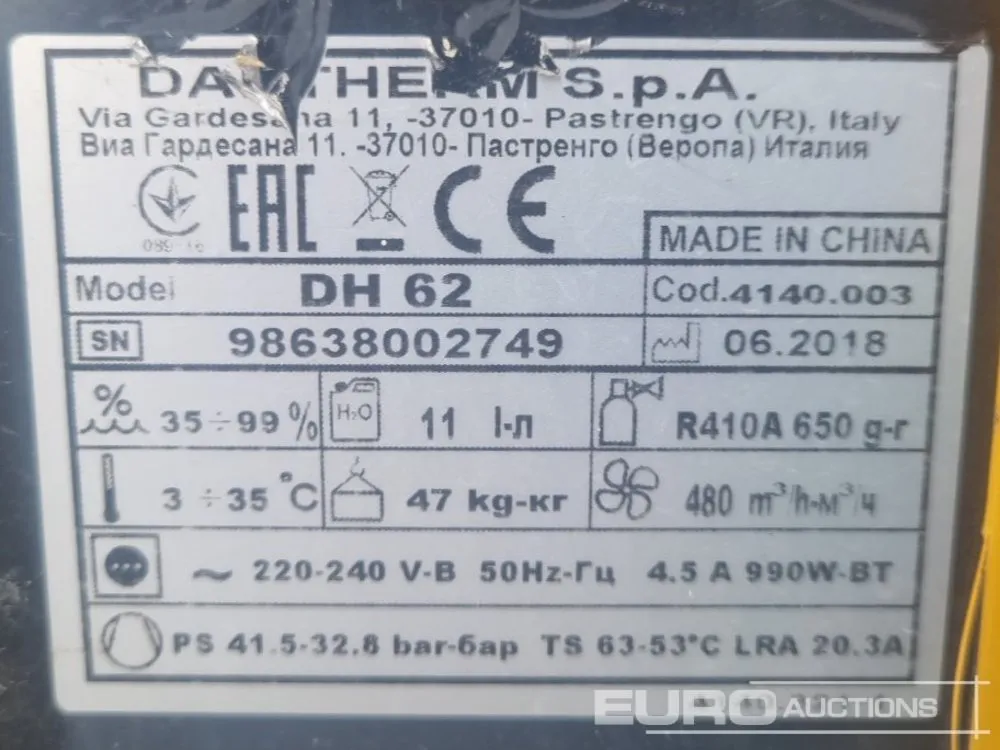 THERM S.p.A.
Via Gardesana 11, -37010- Pastrengo (VR), Italy
Виа Гардесана 11. -37010- Пастренго (Веропа) Италия
089
EAC CE
MADE IN CHINA
Model DH 62 Cod.4140.003
SN 98638002749 06.2018
% 35÷99% H₂O 11 l-л R410A 650 g-г
3 ÷35 °C 47 kg-кг 480 m³/h-м³/ч
~ 220-240 V-В 50Hz-Гц 4.5 A 990W-ВТ
PS 41.5-32.8 bar-бар TS 63-53°C LRA 20.3A
EURO AUCTIONS